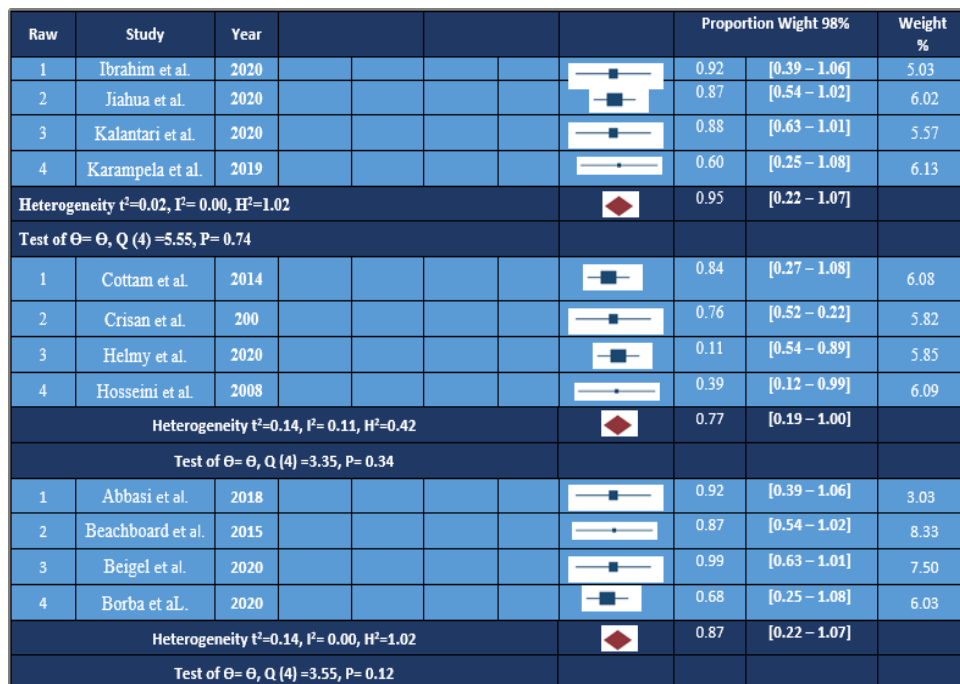 Raw Study Year Proportion Wight 98% Weight %
1 Ibrahim et al. 2020 0.92 [0.39 – 1.06] 5.03
2 Jiahua et al. 2020 0.87 [0.54 – 1.02] 6.02
3 Kalantari et al. 2020 0.88 [0.63 – 1.01] 5.57
4 Karampela et al. 2019 0.60 [0.25 – 1.08] 6.13
Heterogeneity t²=0.02, I²= 0.00, H²=1.02 0.95 [0.22 – 1.07]
Test of Ө= Ө, Q (4) =5.55, P= 0.74
1 Cottam et al. 2014 0.84 [0.27 – 1.08] 6.08
2 Crisan et al. 200 0.76 [0.52 – 0.22] 5.82
3 Helmy et al. 2020 0.11 [0.54 – 0.89] 5.85
4 Hosseini et al. 2008 0.39 [0.12 – 0.99] 6.09
Heterogeneity t²=0.14, I²= 0.11, H²=0.42 0.77 [0.19 – 1.00]
Test of Ө= Ө, Q (4) =3.35, P= 0.34
1 Abbasi et al. 2018 0.92 [0.39 – 1.06] 3.03
2 Beachboard et al. 2015 0.87 [0.54 – 1.02] 8.33
3 Beigel et al. 2020 0.99 [0.63 – 1.01] 7.50
4 Borba et aL. 2020 0.68 [0.25 – 1.08] 6.03
Heterogeneity t²=0.14, I²= 0.00, H²=1.02 0.87 [0.22 – 1.07]
Test of Ө= Ө, Q (4) =3.55, P= 0.12